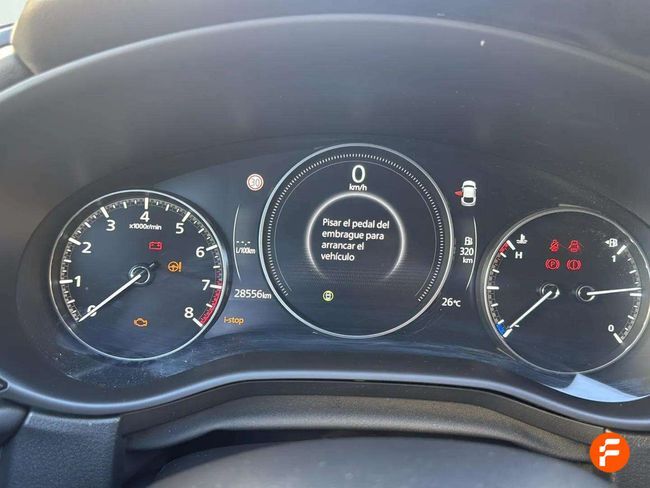 0
km/h
30
Pisar el pedal del
embrague para
arrancar el
vehículo
0 1 2 3 4 5 6 7 8
x1000r/min
L/100km
28556km
i-stop
320
km
26°C
H
1
0
P
F